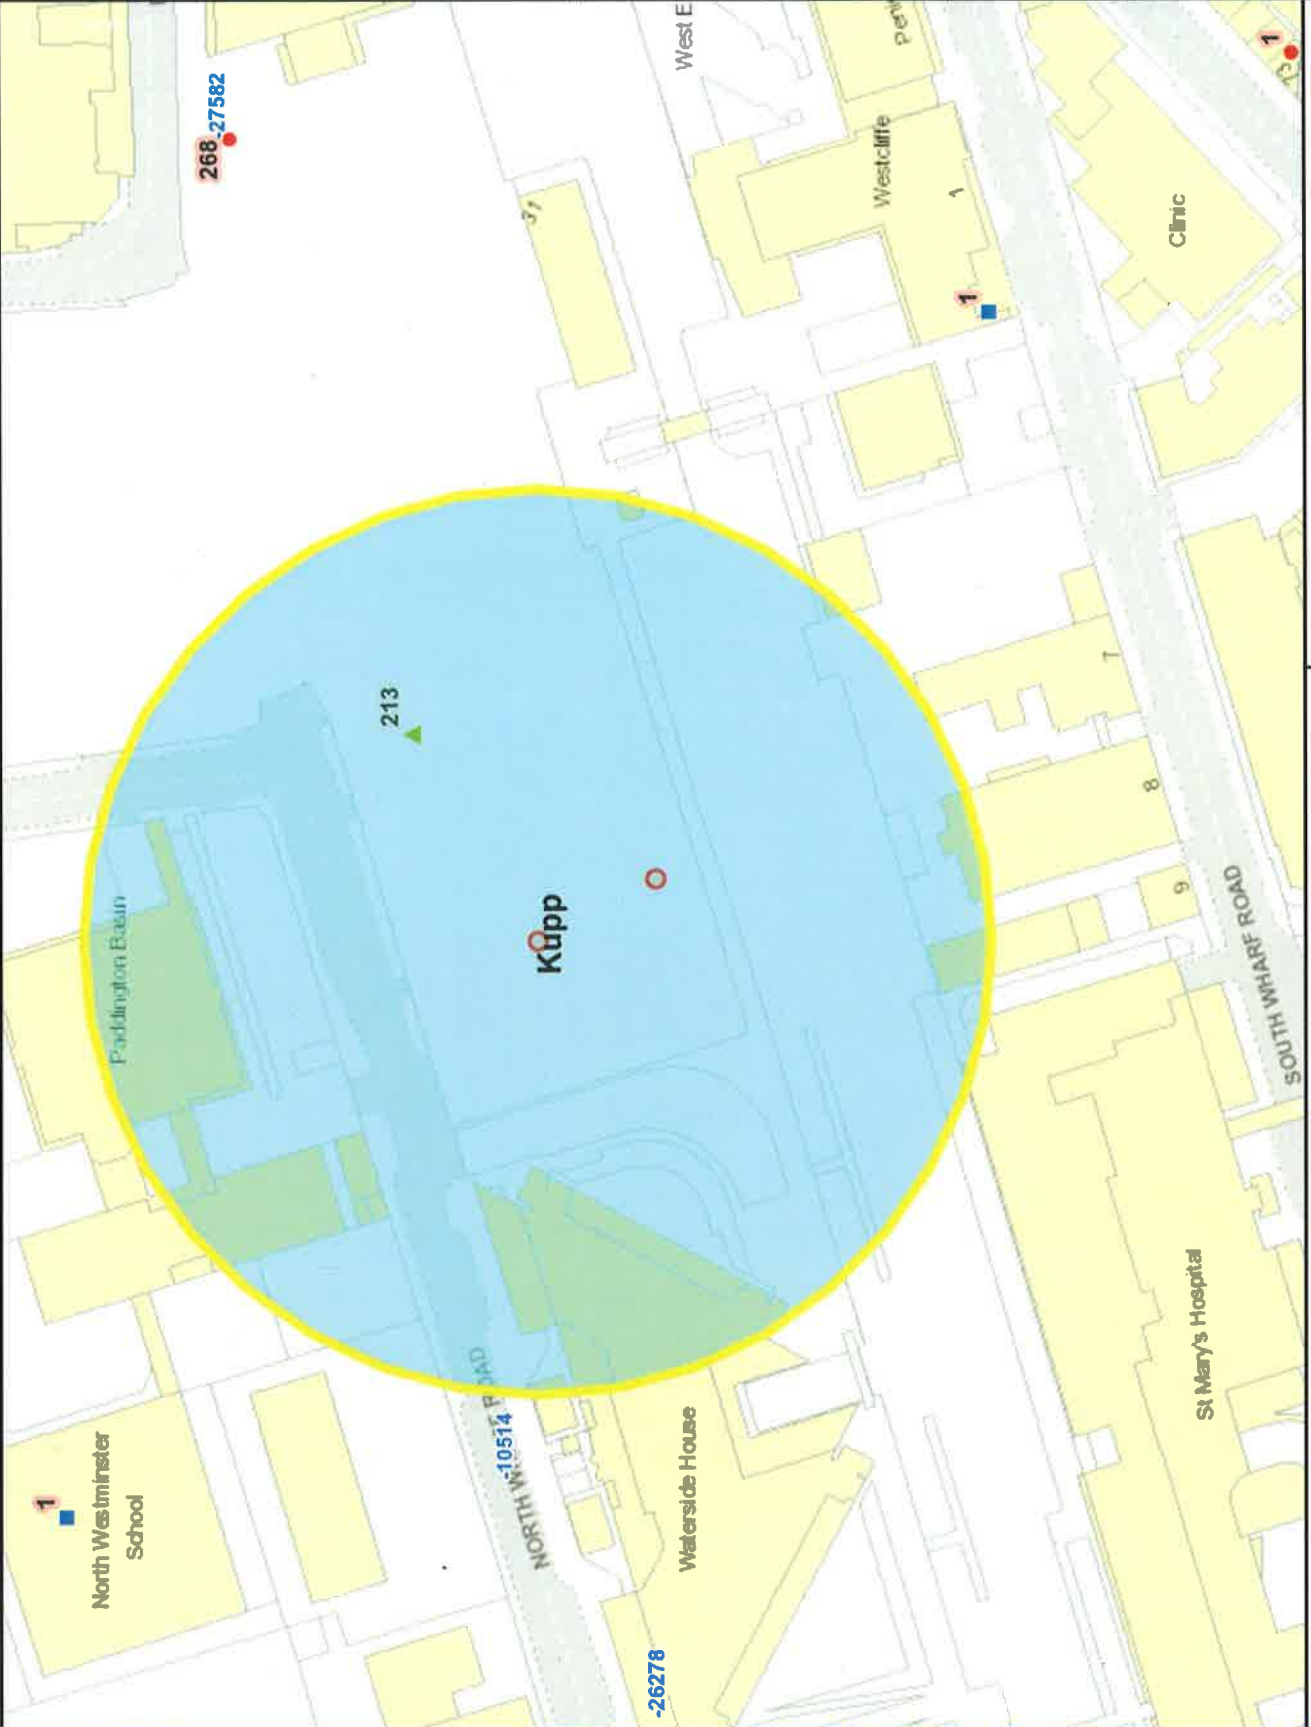 North Westminster
School
1
Paddington Basin
268
-27582
213
Kupp
NORTH W
ROAD
-10514
31
West E
Waterside House
-26278
Westcliffe
1
1
Clinic
1
7
8
9
St Mary's Hospital
SOUTH WHARF ROAD